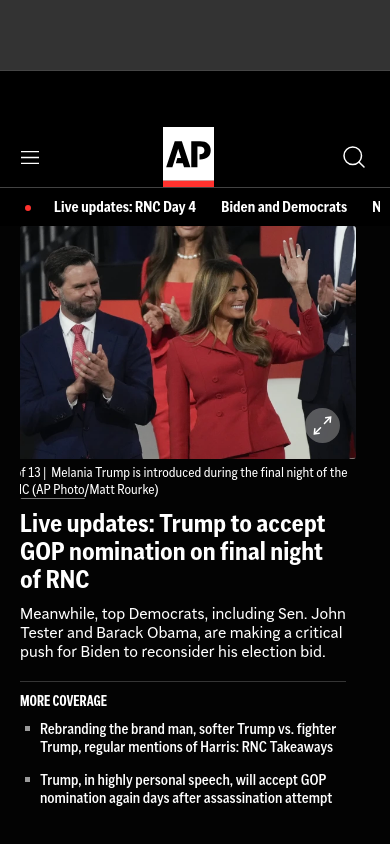 AP
Live updates: RNC Day 4 Biden and Democrats N
of 13 | Melania Trump is introduced during the final night of the
NC (AP Photo/Matt Rourke)
Live updates: Trump to accept
GOP nomination on final night
of RNC
Meanwhile, top Democrats, including Sen. John
Tester and Barack Obama, are making a critical
push for Biden to reconsider his election bid.
MORE COVERAGE
Rebranding the brand man, softer Trump vs. fighter
Trump, regular mentions of Harris: RNC Takeaways
Trump, in highly personal speech, will accept GOP
nomination again days after assassination attempt